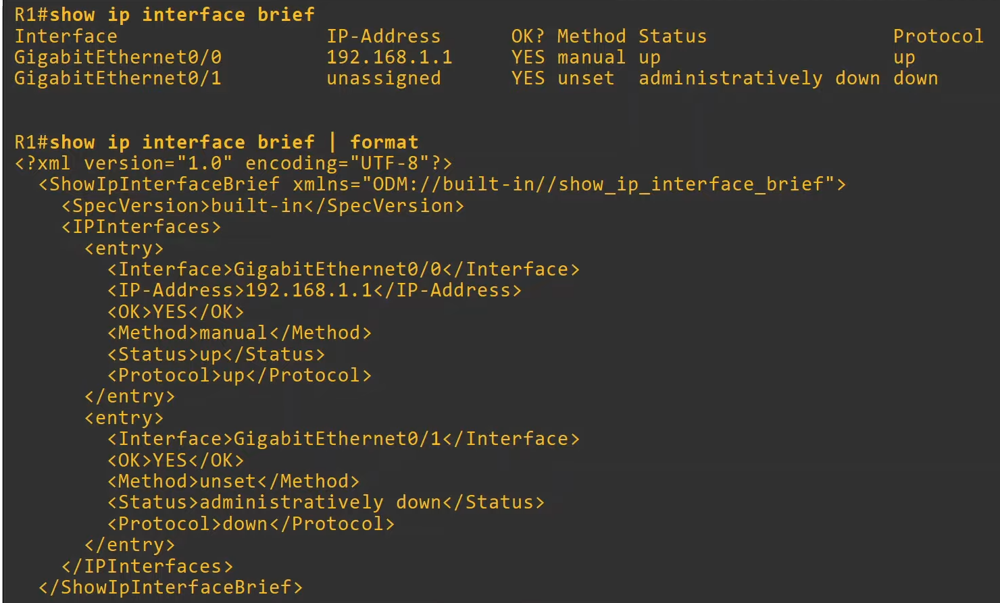 R1#show ip interface brief
Interface                  IP-Address      OK? Method Status                Protocol
GigabitEthernet0/0         192.168.1.1     YES manual up                    up
GigabitEthernet0/1         unassigned      YES unset  administratively down down
R1#show ip interface brief | format
<?xml version="1.0" encoding="UTF-8"?>
  <ShowIpInterfaceBrief xmlns="ODM://built-in//show_ip_interface_brief">
    <SpecVersion>built-in</SpecVersion>
    <IPInterfaces>
      <entry>
        <Interface>GigabitEthernet0/0</Interface>
        <IP-Address>192.168.1.1</IP-Address>
        <OK>YES</OK>
        <Method>manual</Method>
        <Status>up</Status>
        <Protocol>up</Protocol>
      </entry>
      <entry>
        <Interface>GigabitEthernet0/1</Interface>
        <OK>YES</OK>
        <Method>unset</Method>
        <Status>administratively down</Status>
        <Protocol>down</Protocol>
      </entry>
    </IPInterfaces>
  </ShowIpInterfaceBrief>